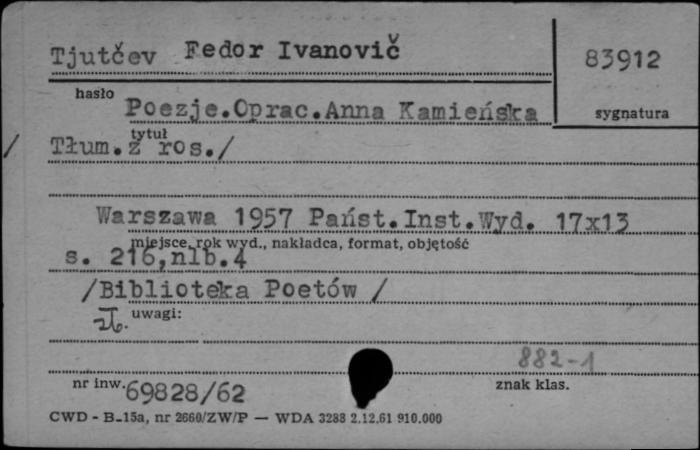 Tjutčev Fedor Ivanovič
83912
hasło
sygnatura
Poezje.Oprac.Anna Kamieńska
tytuł
/Tłum.z ros./
Warszawa 1957 Państ.Inst.Wyd. 17x13
miejsce, rok wyd., nakładca, format, objętość
s. 216,nlb.4
/Biblioteka Poetów /
zł. uwagi:
882-1
nr inw. 69828/62
znak klas.
CWD - B-15a, nr 2660/ZW/P — WDA 3288 2.12.61 910.000